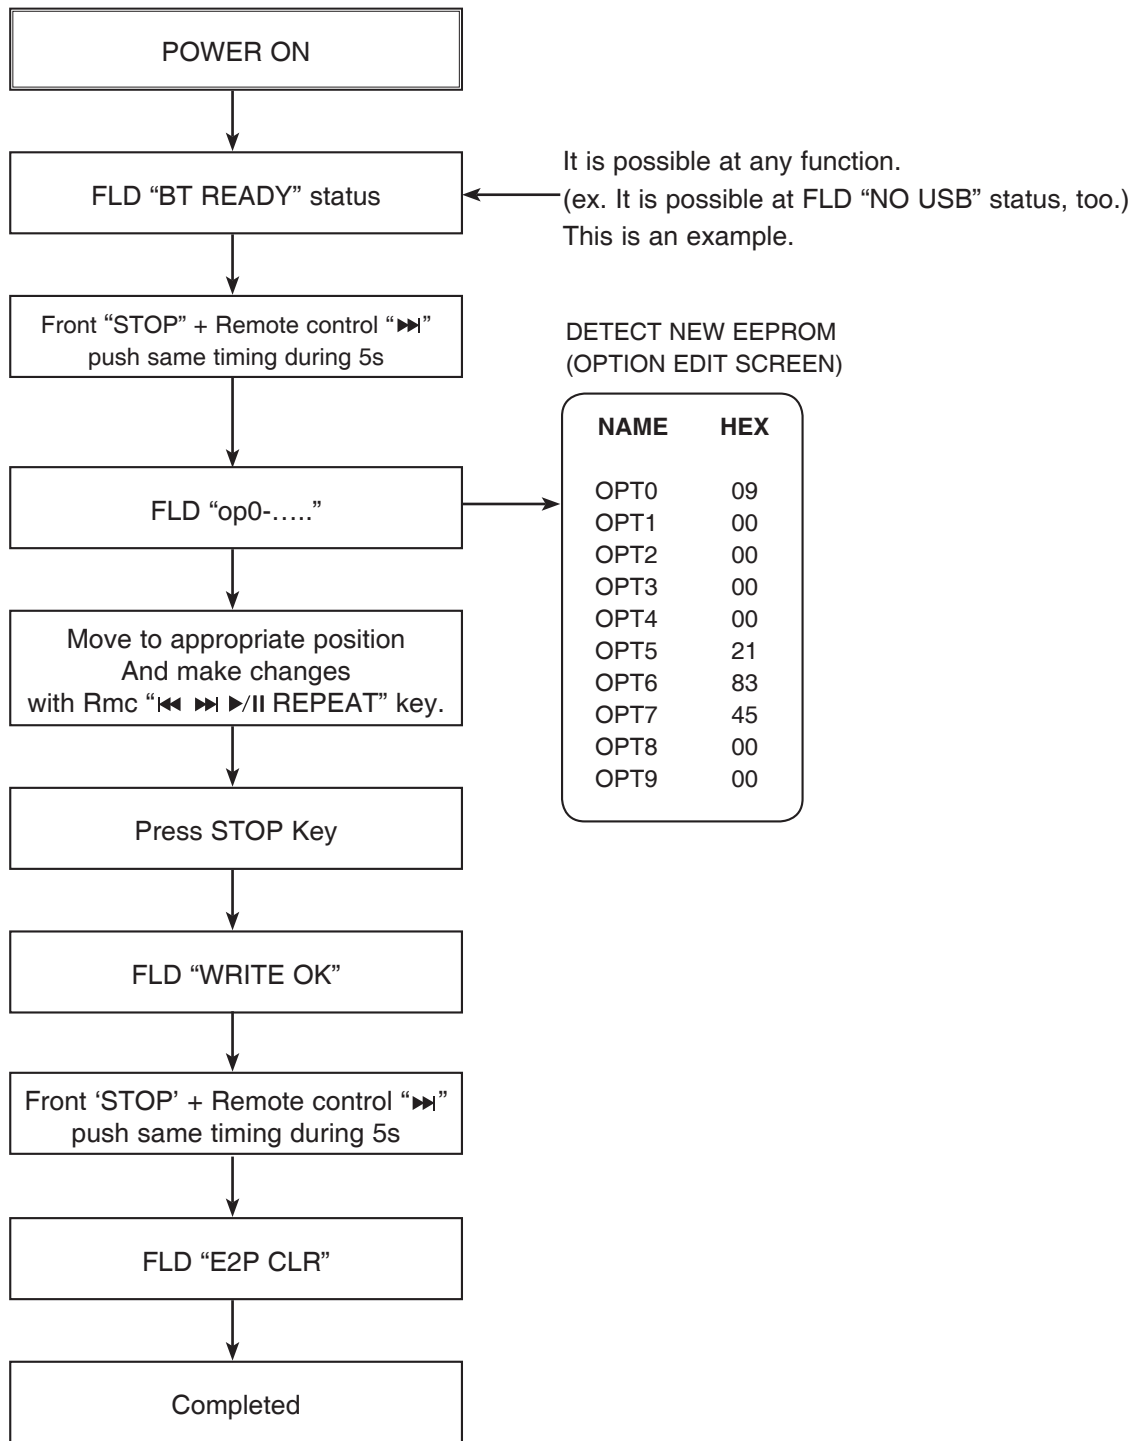 POWER ON
FLD “BT READY” status
It is possible at any function.
(ex. It is possible at FLD “NO USB” status, too.)
This is an example.
Front “STOP” + Remote control “⏭”
push same timing during 5s
DETECT NEW EEPROM
(OPTION EDIT SCREEN)
NAME HEX
OPT0 09
OPT1 00
OPT2 00
OPT3 00
OPT4 00
OPT5 21
OPT6 83
OPT7 45
OPT8 00
OPT9 00
FLD “op0-…..”
Move to appropriate position
And make changes
with Rmc “⏮ ⏭ ▶/II REPEAT” key.
Press STOP Key
FLD “WRITE OK”
Front ‘STOP’ + Remote control “⏭”
push same timing during 5s
FLD “E2P CLR”
Completed